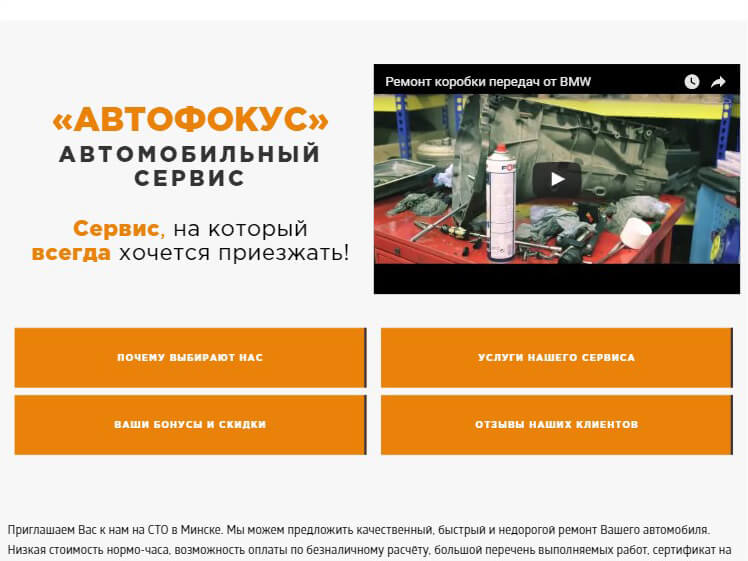 «АВТОФОКУС»
АВТОМОБИЛЬНЫЙ
СЕРВИС
Сервис, на который
всегда хочется приезжать!
Ремонт коробки передач от BMW
ПОЧЕМУ ВЫБИРАЮТ НАС
УСЛУГИ НАШЕГО СЕРВИСА
ВАШИ БОНУСЫ И СКИДКИ
ОТЗЫВЫ НАШИХ КЛИЕНТОВ
Приглашаем Вас к нам на СТО в Минске. Мы можем предложить качественный, быстрый и недорогой ремонт Вашего автомобиля.
Низкая стоимость нормо-часа, возможность оплаты по безналичному расчёту, большой перечень выполняемых работ, сертификат на